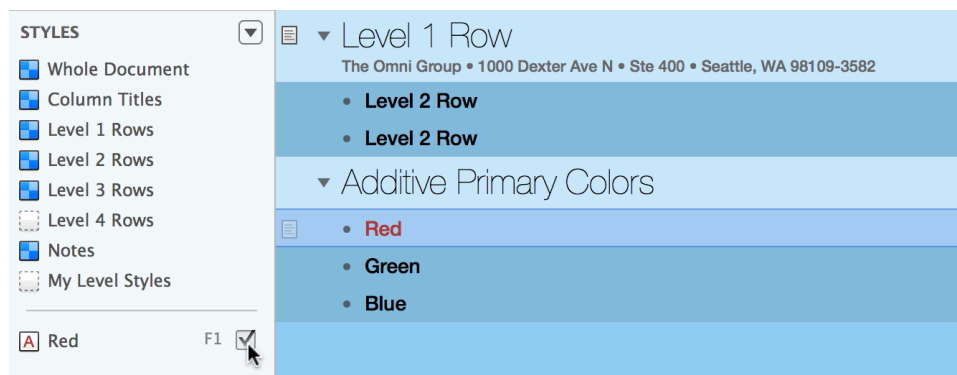 STYLES
Whole Document
Column Titles
Level 1 Rows
Level 2 Rows
Level 3 Rows
Level 4 Rows
Notes
My Level Styles
A Red F1
Level 1 Row
The Omni Group • 1000 Dexter Ave N • Ste 400 • Seattle, WA 98109-3582
• Level 2 Row
• Level 2 Row
Additive Primary Colors
• Red
• Green
• Blue